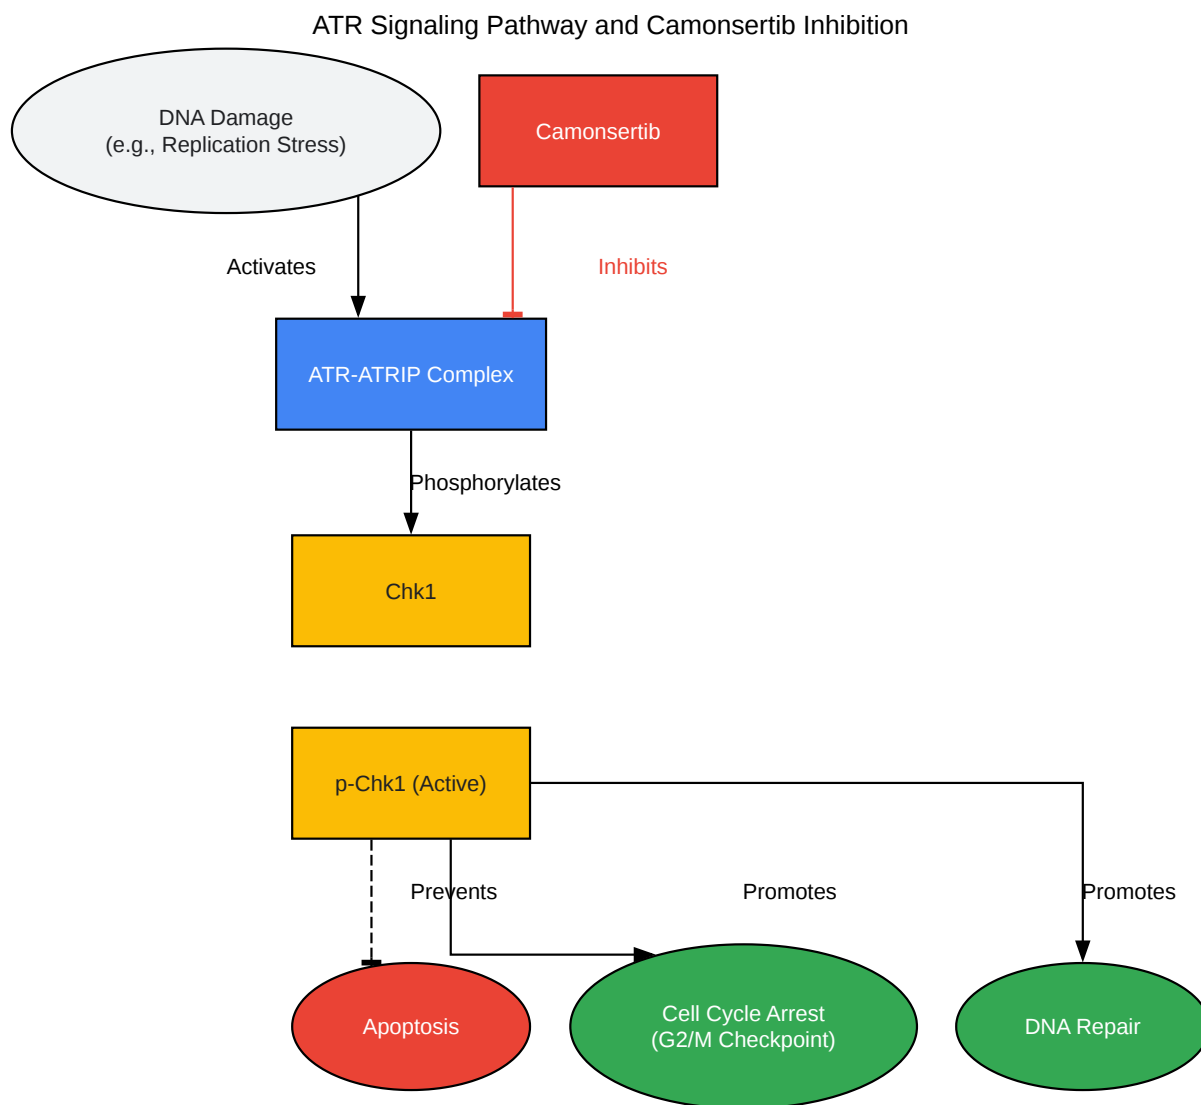 ATR Signaling Pathway and Camonsertib Inhibition
DNA Damage
(e.g., Replication Stress)
Camonsertib
Activates
Inhibits
ATR-ATRIP Complex
Phosphorylates
Chk1
p-Chk1 (Active)
Prevents
Promotes
Promotes
Apoptosis
Cell Cycle Arrest
(G2/M Checkpoint)
DNA Repair